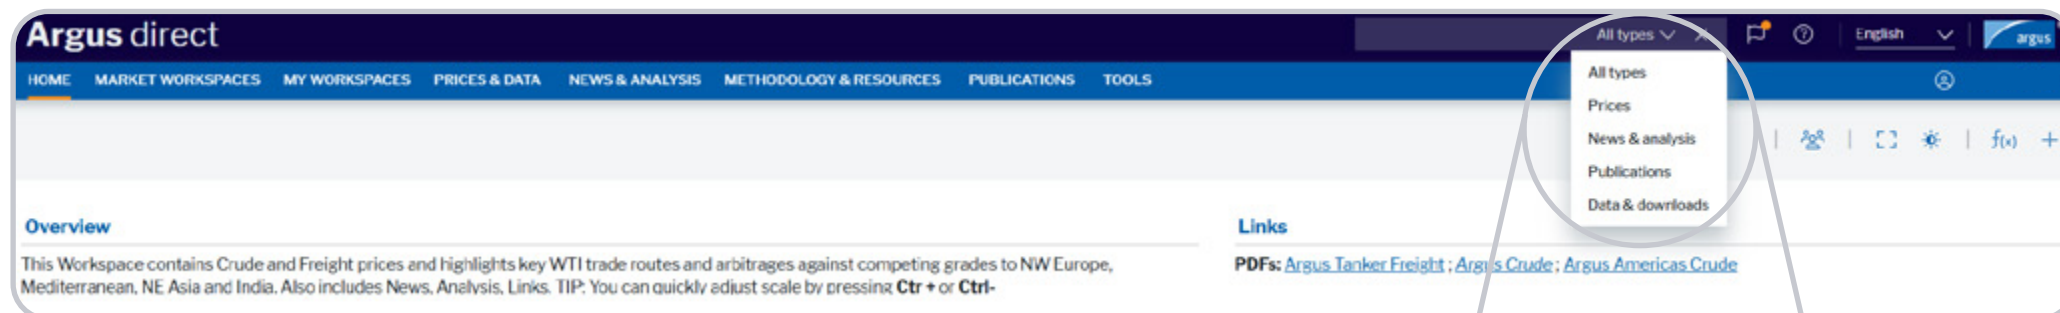 Argus direct
All types
English
argus
HOME MARKET WORKSPACES MY WORKSPACES PRICES & DATA NEWS & ANALYSIS METHODOLOGY & RESOURCES PUBLICATIONS TOOLS
All types
Prices
News & analysis
Publications
Data & downloads
f(x)
Overview
This Workspace contains Crude and Freight prices and highlights key WTI trade routes and arbitrages against competing grades to NW Europe,
Mediterranean, NE Asia and India. Also includes News, Analysis, Links. TIP: You can quickly adjust scale by pressing Ctr + or Ctrl-
Links
PDFs: Argus Tanker Freight ; Argus Crude ; Argus Americas Crude